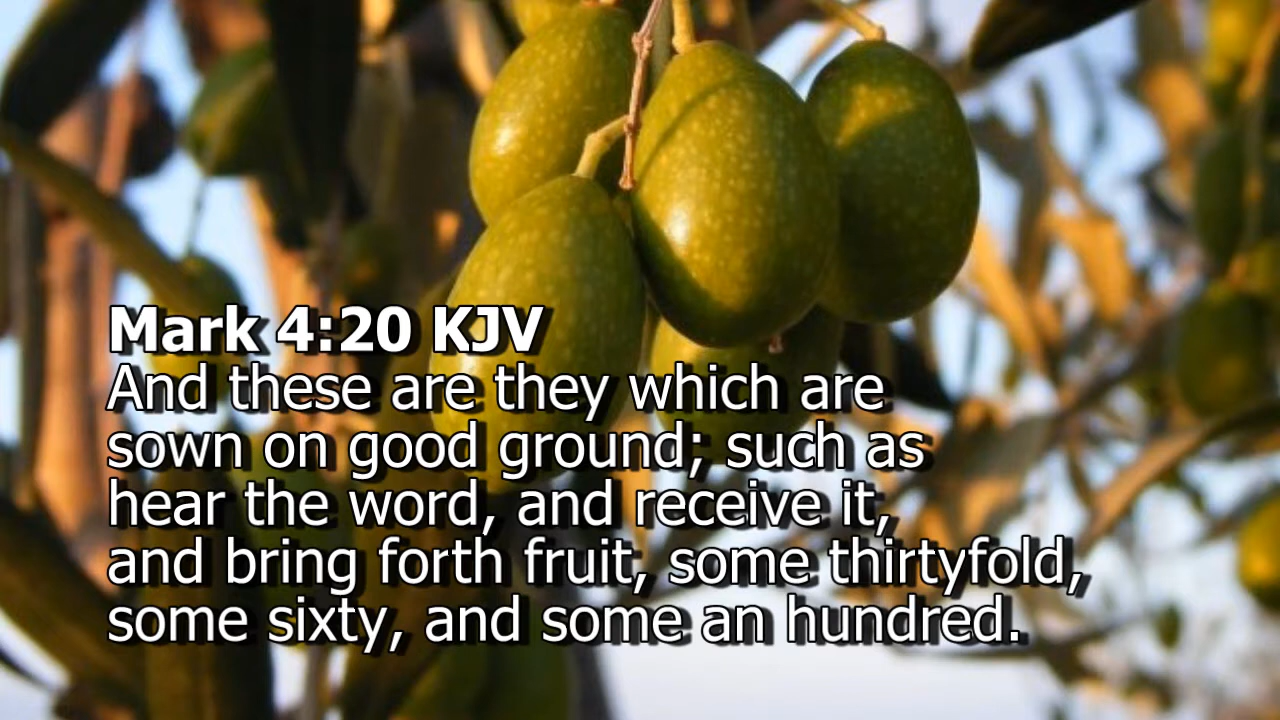 Mark 4:20 KJV
And these are they which are
sown on good ground; such as
hear the word, and receive it,
and bring forth fruit, some thirtyfold,
some sixty, and some an hundred.